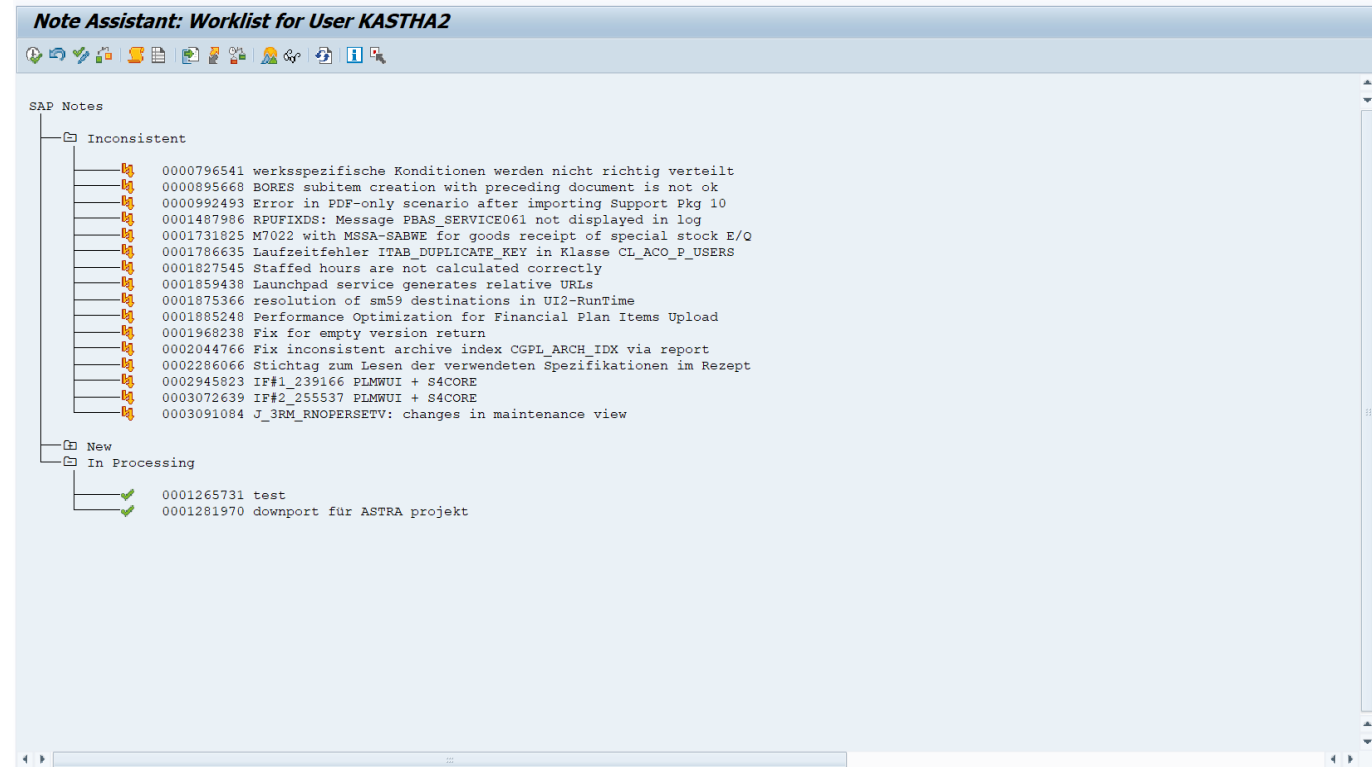 Note Assistant: Worklist for User KASTHA2
SAP Notes
Inconsistent
0000796541 werksspezifische Konditionen werden nicht richtig verteilt
0000895668 BORES subitem creation with preceding document is not ok
0000992493 Error in PDF-only scenario after importing Support Pkg 10
0001487986 RPUFIXDS: Message PBAS_SERVICE061 not displayed in log
0001731825 M7022 with MSSA-SABWE for goods receipt of special stock E/Q
0001786635 Laufzeitfehler ITAB_DUPLICATE_KEY in Klasse CL_ACO_P_USERS
0001827545 Staffed hours are not calculated correctly
0001859438 Launchpad service generates relative URLs
0001875366 resolution of sm59 destinations in UI2-RunTime
0001885248 Performance Optimization for Financial Plan Items Upload
0001968238 Fix for empty version return
0002044766 Fix inconsistent archive index CGPL_ARCH_IDX via report
0002286066 Stichtag zum Lesen der verwendeten Spezifikationen im Rezept
0002945823 IF#1_239166 PLMWUI + S4CORE
0003072639 IF#2_255537 PLMWUI + S4CORE
0003091084 J_3RM_RNOPERSETV: changes in maintenance view
New
In Processing
0001265731 test
0001281970 downport für ASTRA projekt